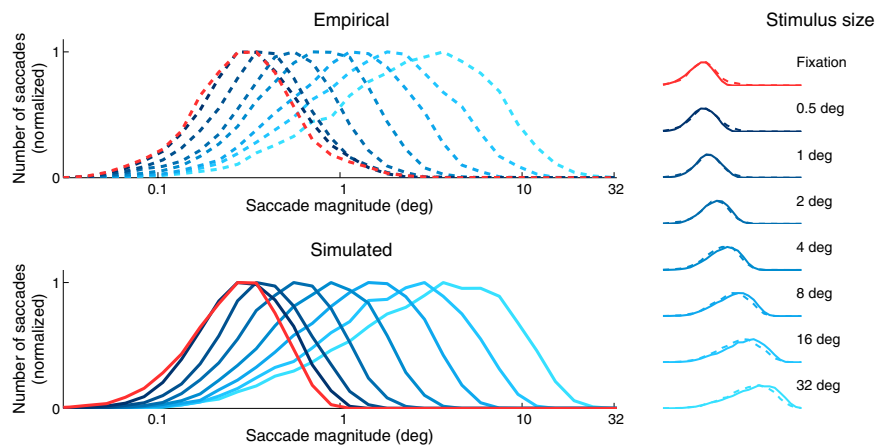 Empirical
Number of saccades
(normalized)
1
0
0.1
1
10
32
Saccade magnitude (deg)
Simulated
Number of saccades
(normalized)
1
0
0.1
1
10
32
Saccade magnitude (deg)
Stimulus size
Fixation
0.5 deg
1 deg
2 deg
4 deg
8 deg
16 deg
32 deg